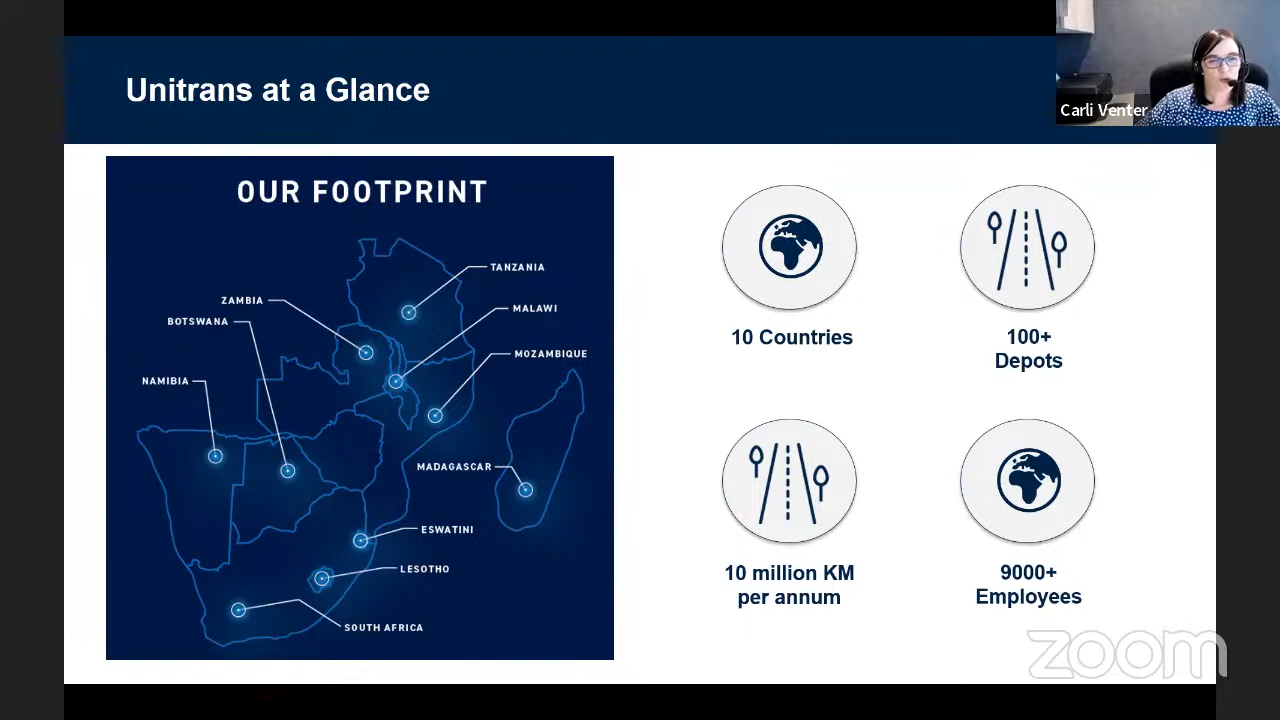 Unitrans at a Glance
Carli Venter
OUR FOOTPRINT
TANZANIA
ZAMBIA
MALAWI
BOTSWANA
MOZAMBIQUE
NAMIBIA
MADAGASCAR
ESWATINI
LESOTHO
SOUTH AFRICA
10 Countries
100+
Depots
10 million KM
per annum
9000+
Employees
zoom